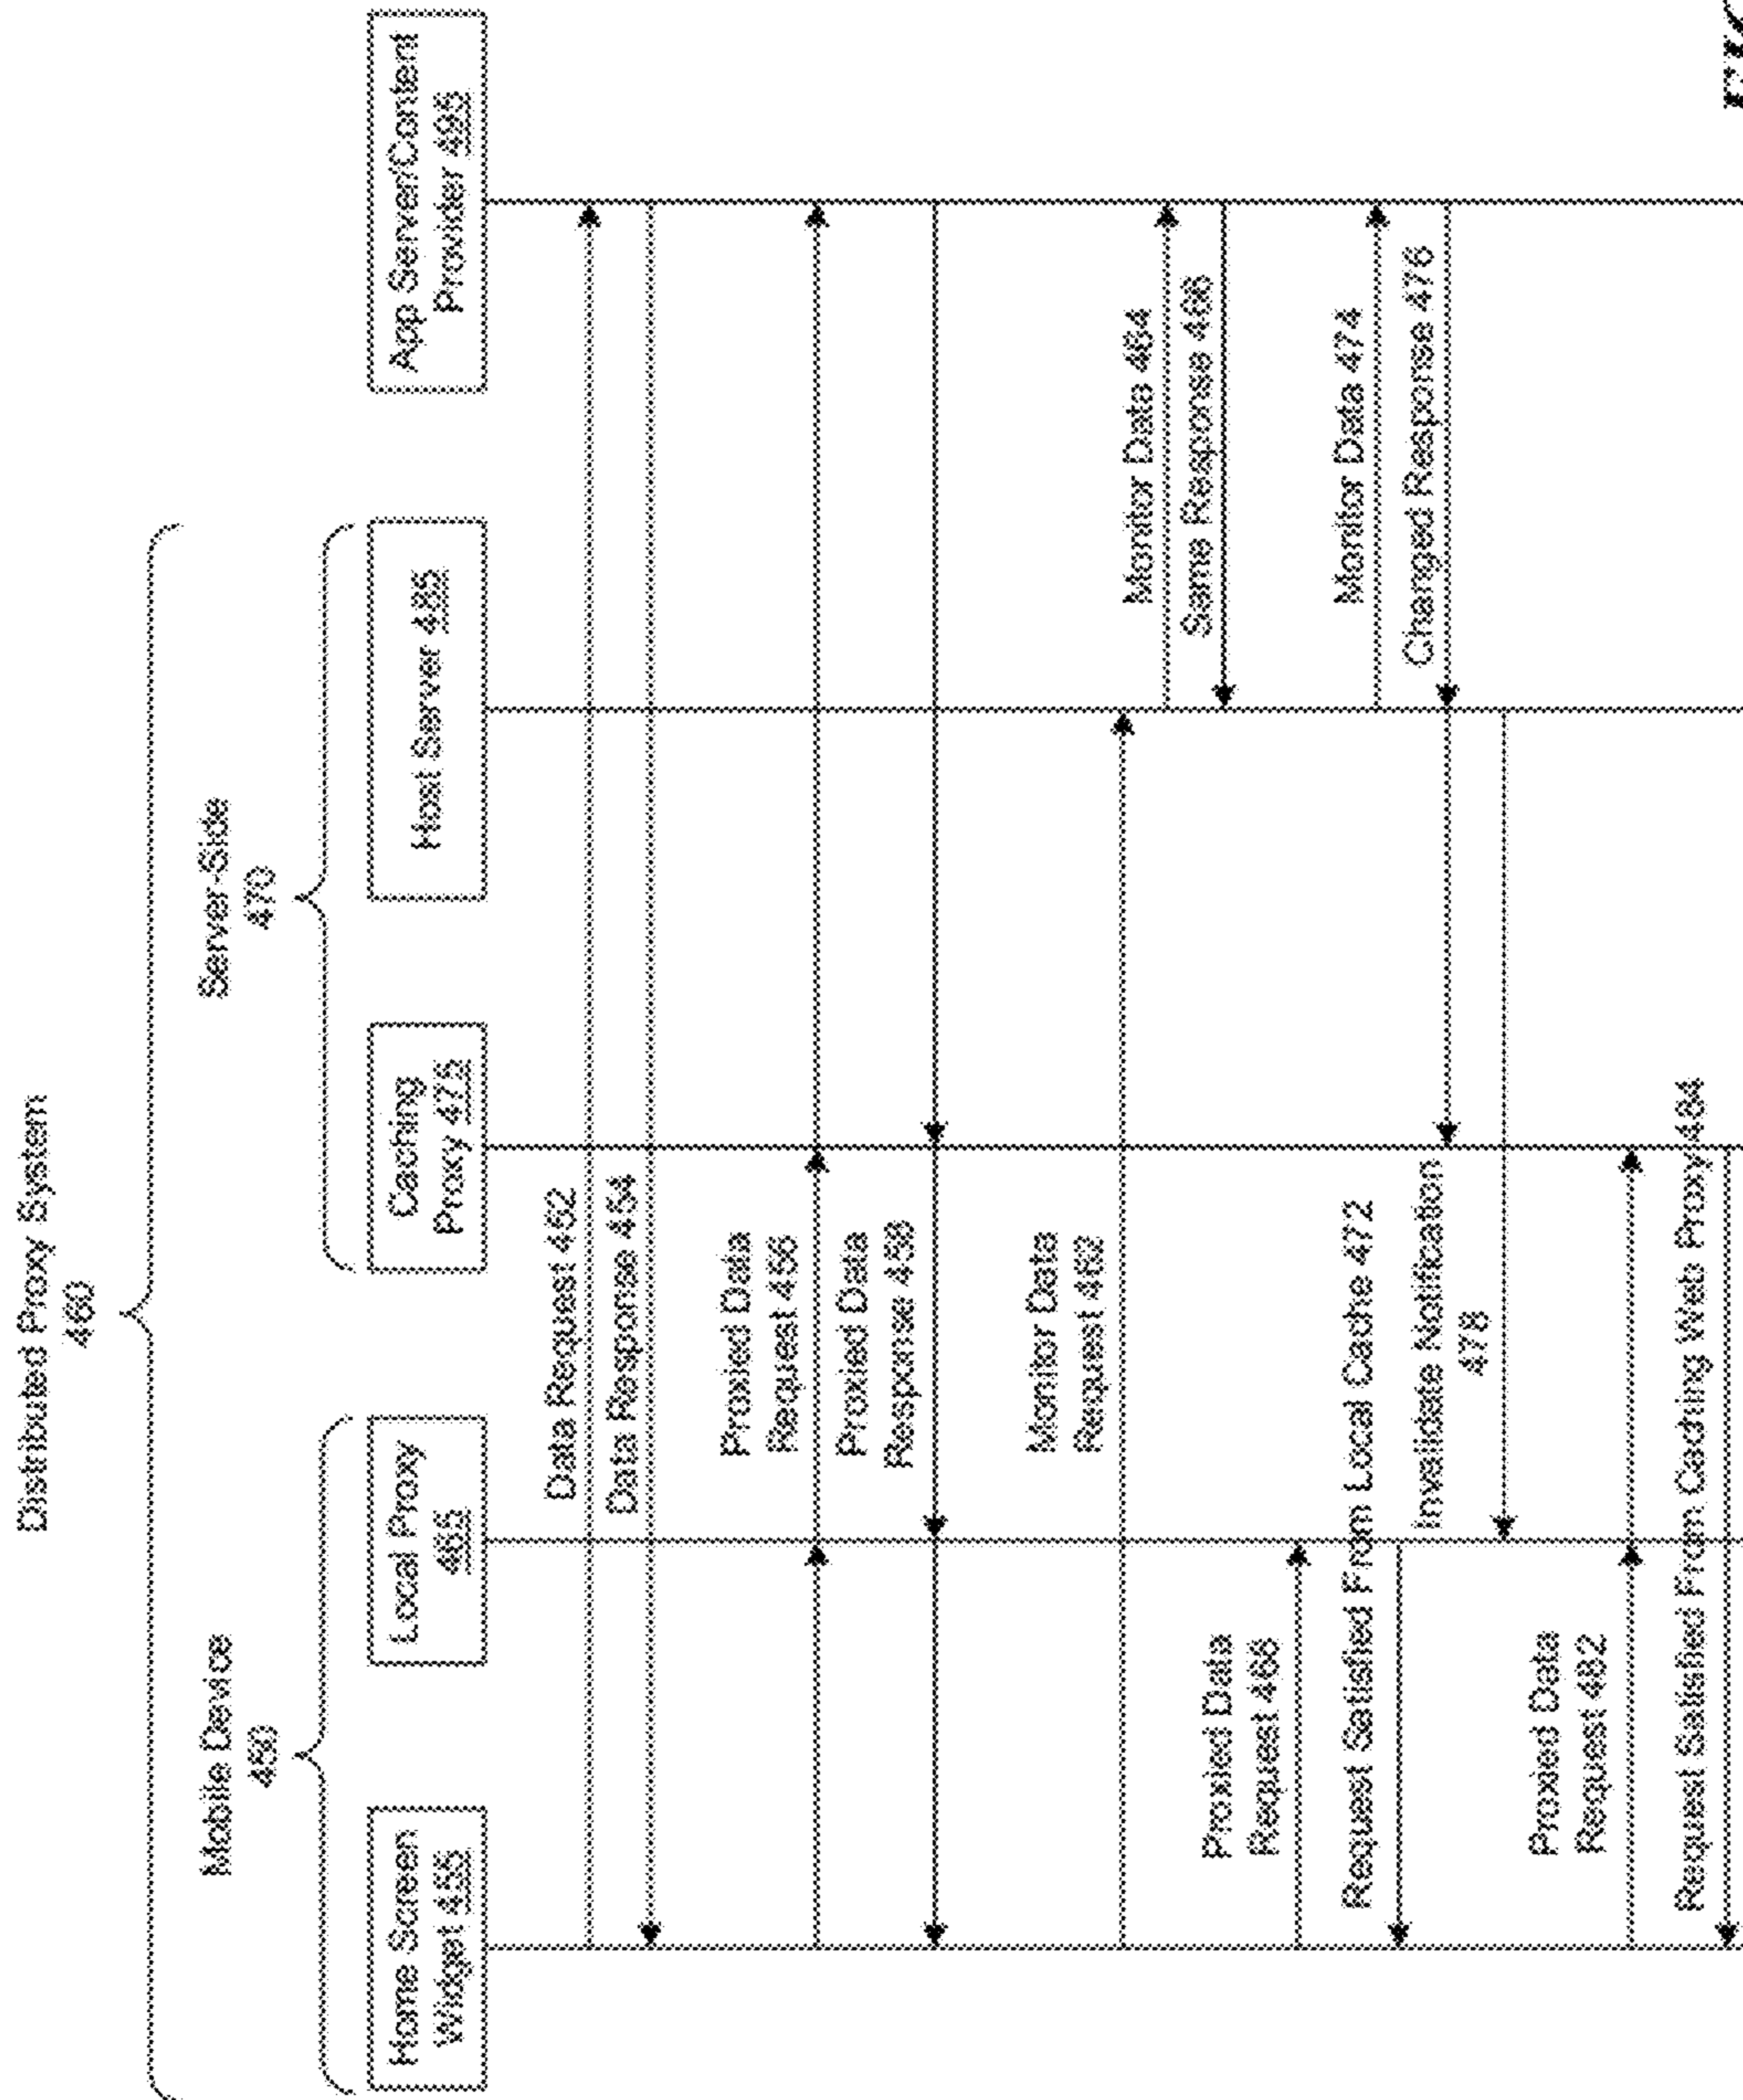 Distributed Proxy System
460
Mobile Device
450
Server-Side
470
Home Screen
Widget 455
Local Proxy
465
Caching
Proxy 475
Host Server 485
App Server/Content
Provider 495
Data Request 452
Data Response 454
Proxied Data
Request 456
Proxied Data
Response 458
Monitor Data
Request 462
Monitor Data 464
Same Response 466
Proxied Data
Request 468
Request Satisfied From Local Cache 472
Monitor Data 474
Changed Response 476
Invalidate Notification
478
Proxied Data
Request 482
Request Satisfied From Caching Web Proxy 484